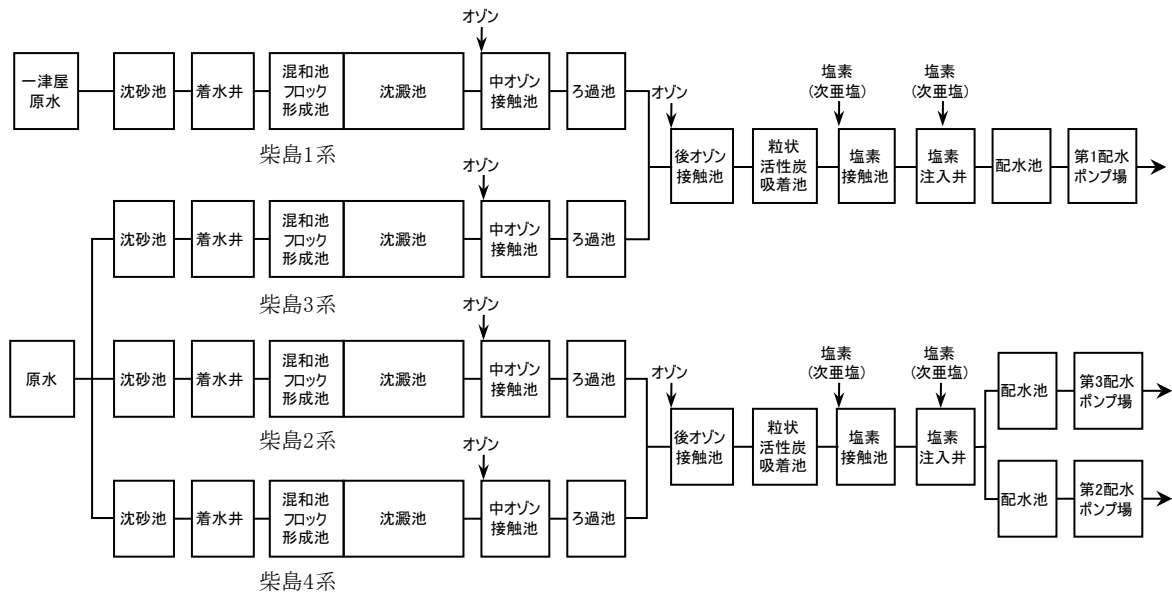 オゾン
一津屋
原水
沈砂池
着水井
混和池
フロック
形成池
沈澱池
中オゾン
接触池
ろ過池
柴島1系
オゾン
後オゾン
接触池
粒状
活性炭
吸着池
塩素
(次亜塩)
塩素
接触池
塩素
(次亜塩)
塩素
注入井
配水池
第1配水
ポンプ場
オゾン
沈砂池
着水井
混和池
フロック
形成池
沈澱池
中オゾン
接触池
ろ過池
柴島3系
原水
オゾン
沈砂池
着水井
混和池
フロック
形成池
沈澱池
中オゾン
接触池
ろ過池
柴島2系
オゾン
後オゾン
接触池
粒状
活性炭
吸着池
塩素
(次亜塩)
塩素
接触池
塩素
(次亜塩)
塩素
注入井
配水池
第3配水
ポンプ場
配水池
第2配水
ポンプ場
オゾン
沈砂池
着水井
混和池
フロック
形成池
沈澱池
中オゾン
接触池
ろ過池
柴島4系